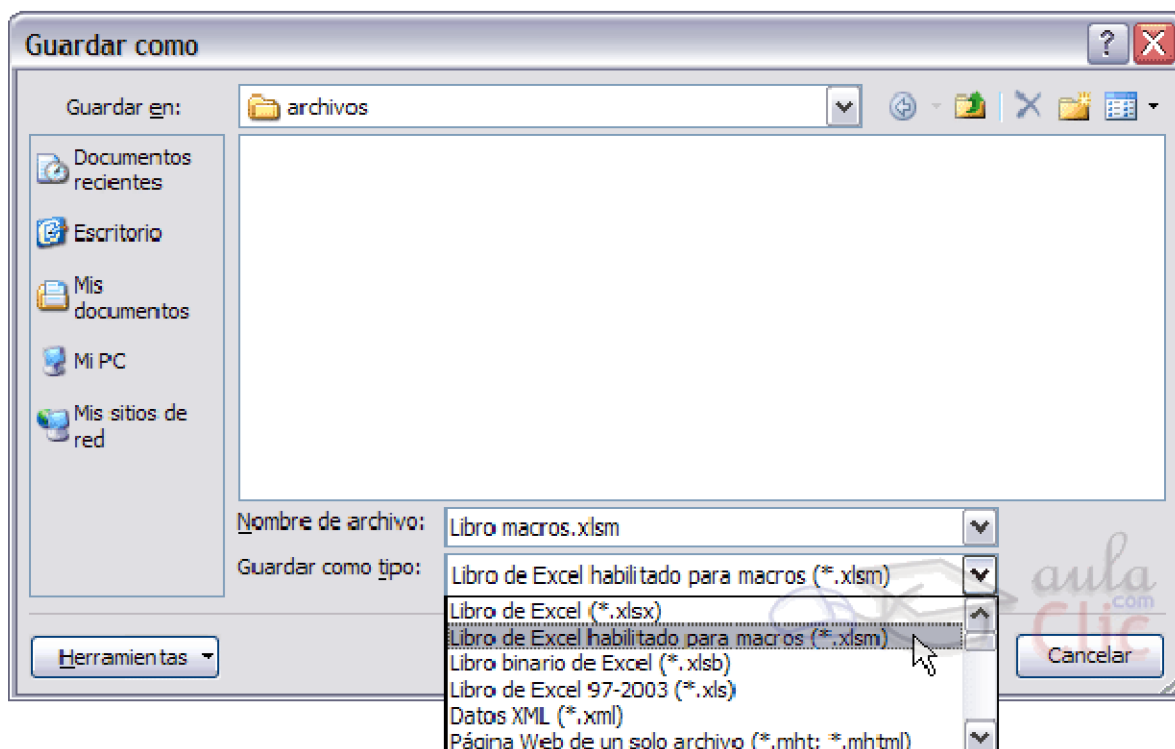 Guardar como
Guardar en:
archivos
Documentos
recientes
Escritorio
Mis
documentos
Mi PC
Mis sitios de
red
Nombre de archivo:
Libro macros.xlsm
Guardar como tipo:
Libro de Excel habilitado para macros (*.xlsm)
Libro de Excel (*.xlsx)
Libro de Excel habilitado para macros (*.xlsm)
Libro binario de Excel (*.xlsb)
Libro de Excel 97-2003 (*.xls)
Datos XML (*.xml)
Página Web de un solo archivo (*.mht; *.mhtml)
Herramientas
Cancelar
aula
Clic
.com